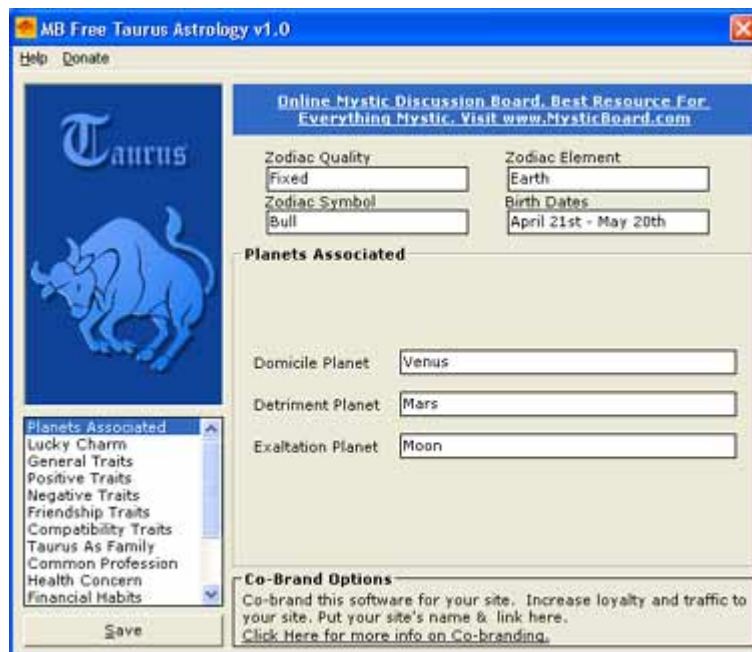 MB Free Taurus Astrology v1.0
Help Donate
Taurus
Online Mystic Discussion Board. Best Resource For
Everything Mystic. Visit www.MysticBoard.com
Zodiac Quality
Fixed
Zodiac Element
Earth
Zodiac Symbol
Bull
Birth Dates
April 21st - May 20th
Planets Associated
Domicile Planet Venus
Detriment Planet Mars
Exaltation Planet Moon
Planets Associated
Lucky Charm
General Traits
Positive Traits
Negative Traits
Friendship Traits
Compatibility Traits
Taurus As Family
Common Profession
Health Concern
Financial Habits
Save
Co-Brand Options
Co-brand this software for your site. Increase loyalty and traffic to
your site. Put your site's name & link here.
Click Here for more info on Co-branding.